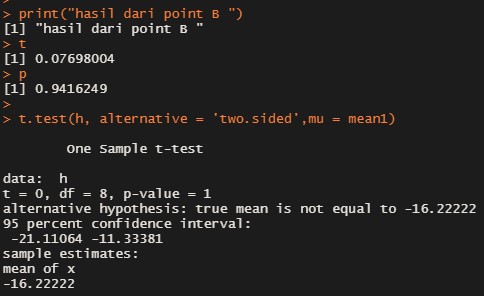 >
> print("hasil dari point B ")
[1] "hasil dari point B "
> t
[1] 0.07698004
> p
[1] 0.9416249
>
> t.test(h, alternative = 'two.sided',mu = mean1)
One Sample t-test
data:  h
t = 0, df = 8, p-value = 1
alternative hypothesis: true mean is not equal to -16.22222
95 percent confidence interval:
-21.11064 -11.33381
sample estimates:
mean of x
-16.22222